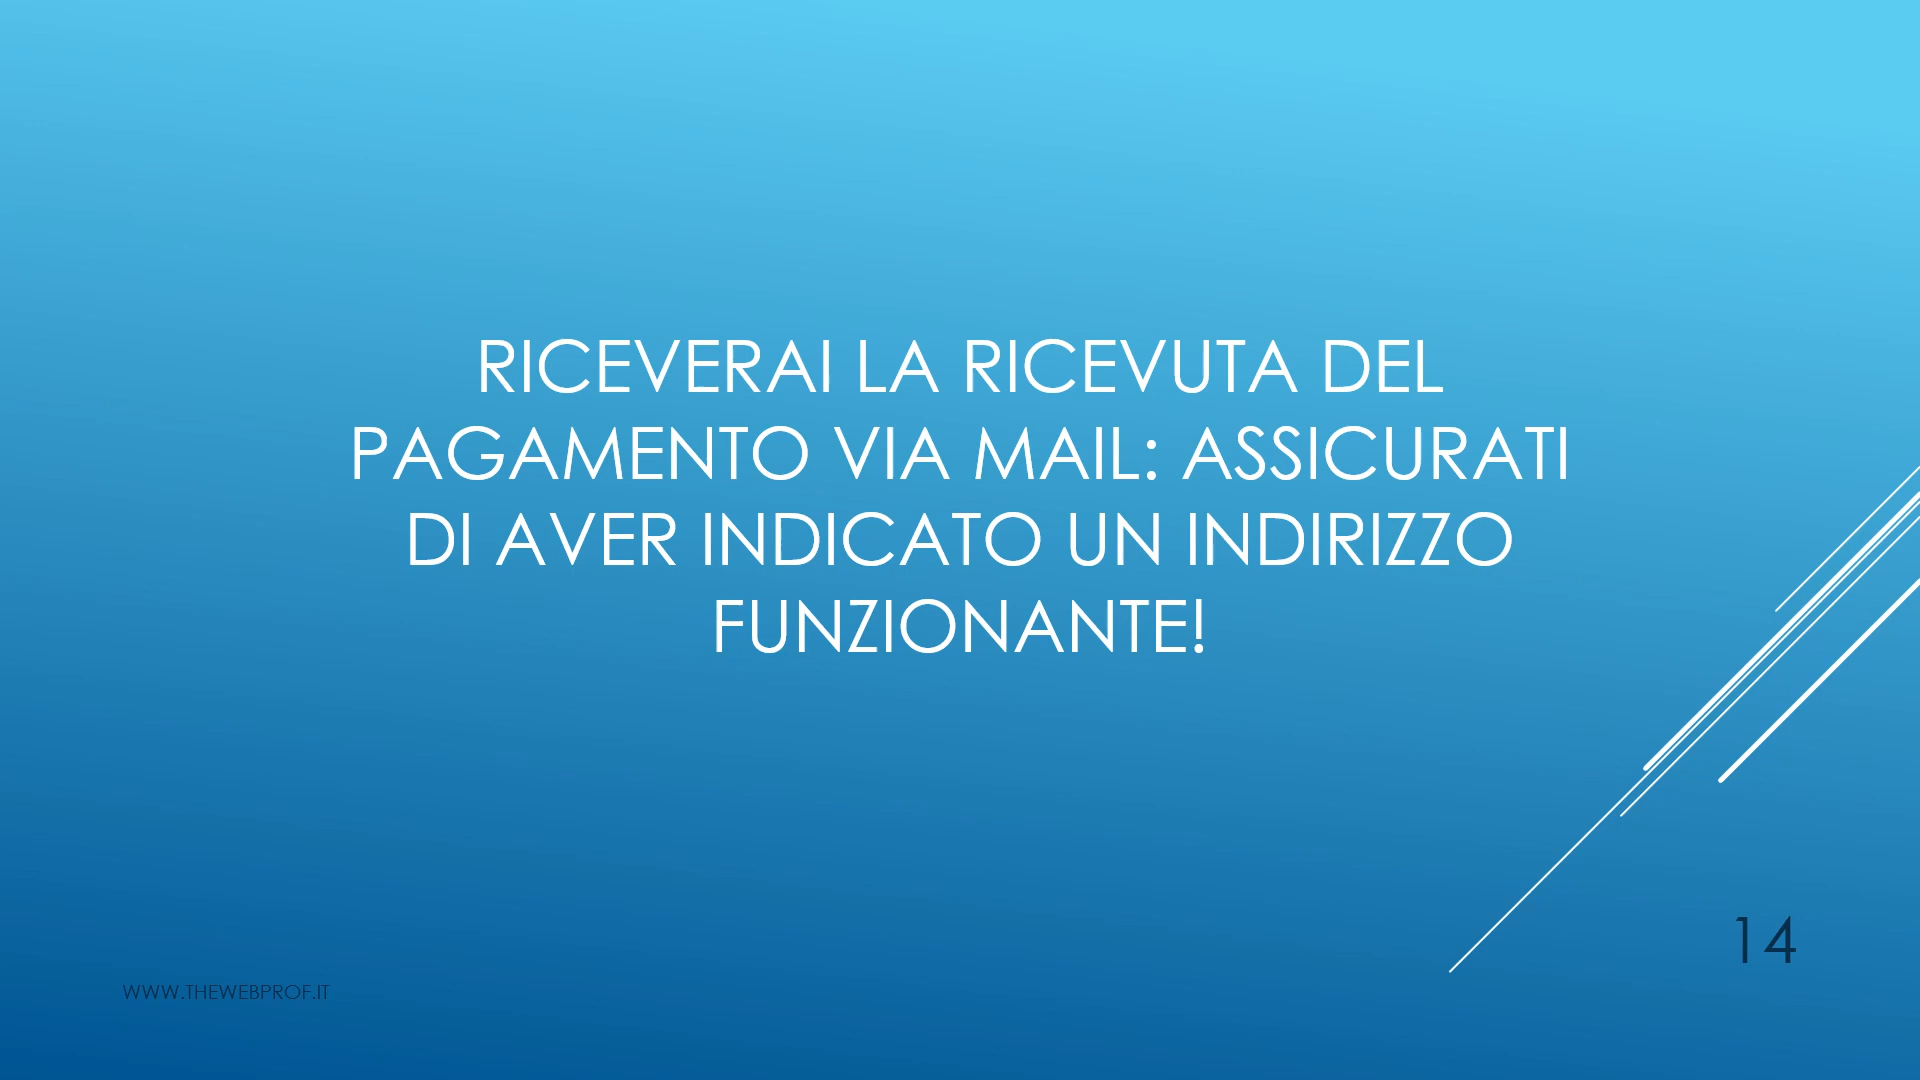 RICEVERAI LA RICEVUTA DEL
PAGAMENTO VIA MAIL: ASSICURATI
DI AVER INDICATO UN INDIRIZZO
FUNZIONANTE!
14
WWW.THEWEBPROF.IT